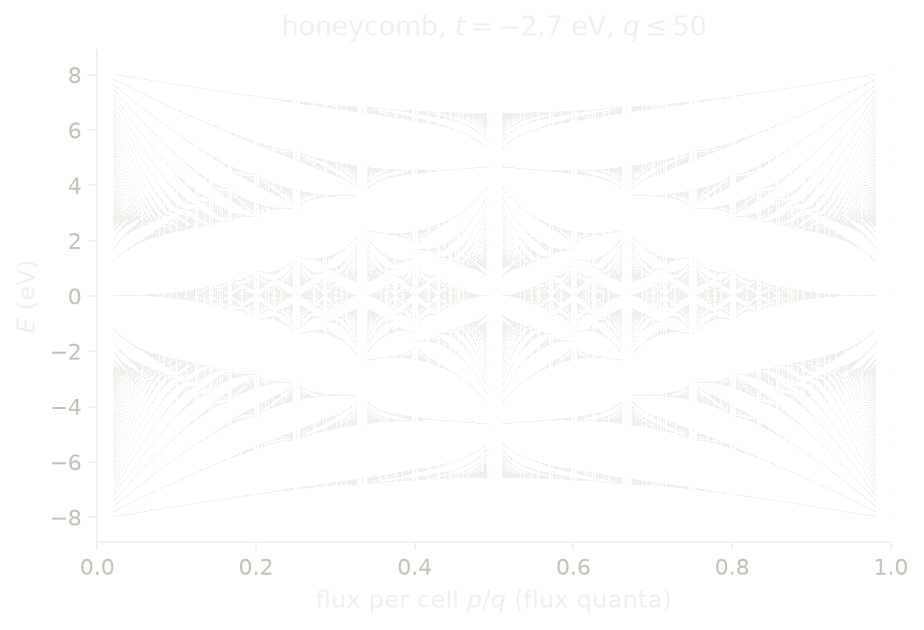 honeycomb, t = −2.7 eV, q ≤ 50
E (eV)
8
6
4
2
0
−2
−4
−6
−8
0.0 0.2 0.4 0.6 0.8 1.0
flux per cell p/q (flux quanta)